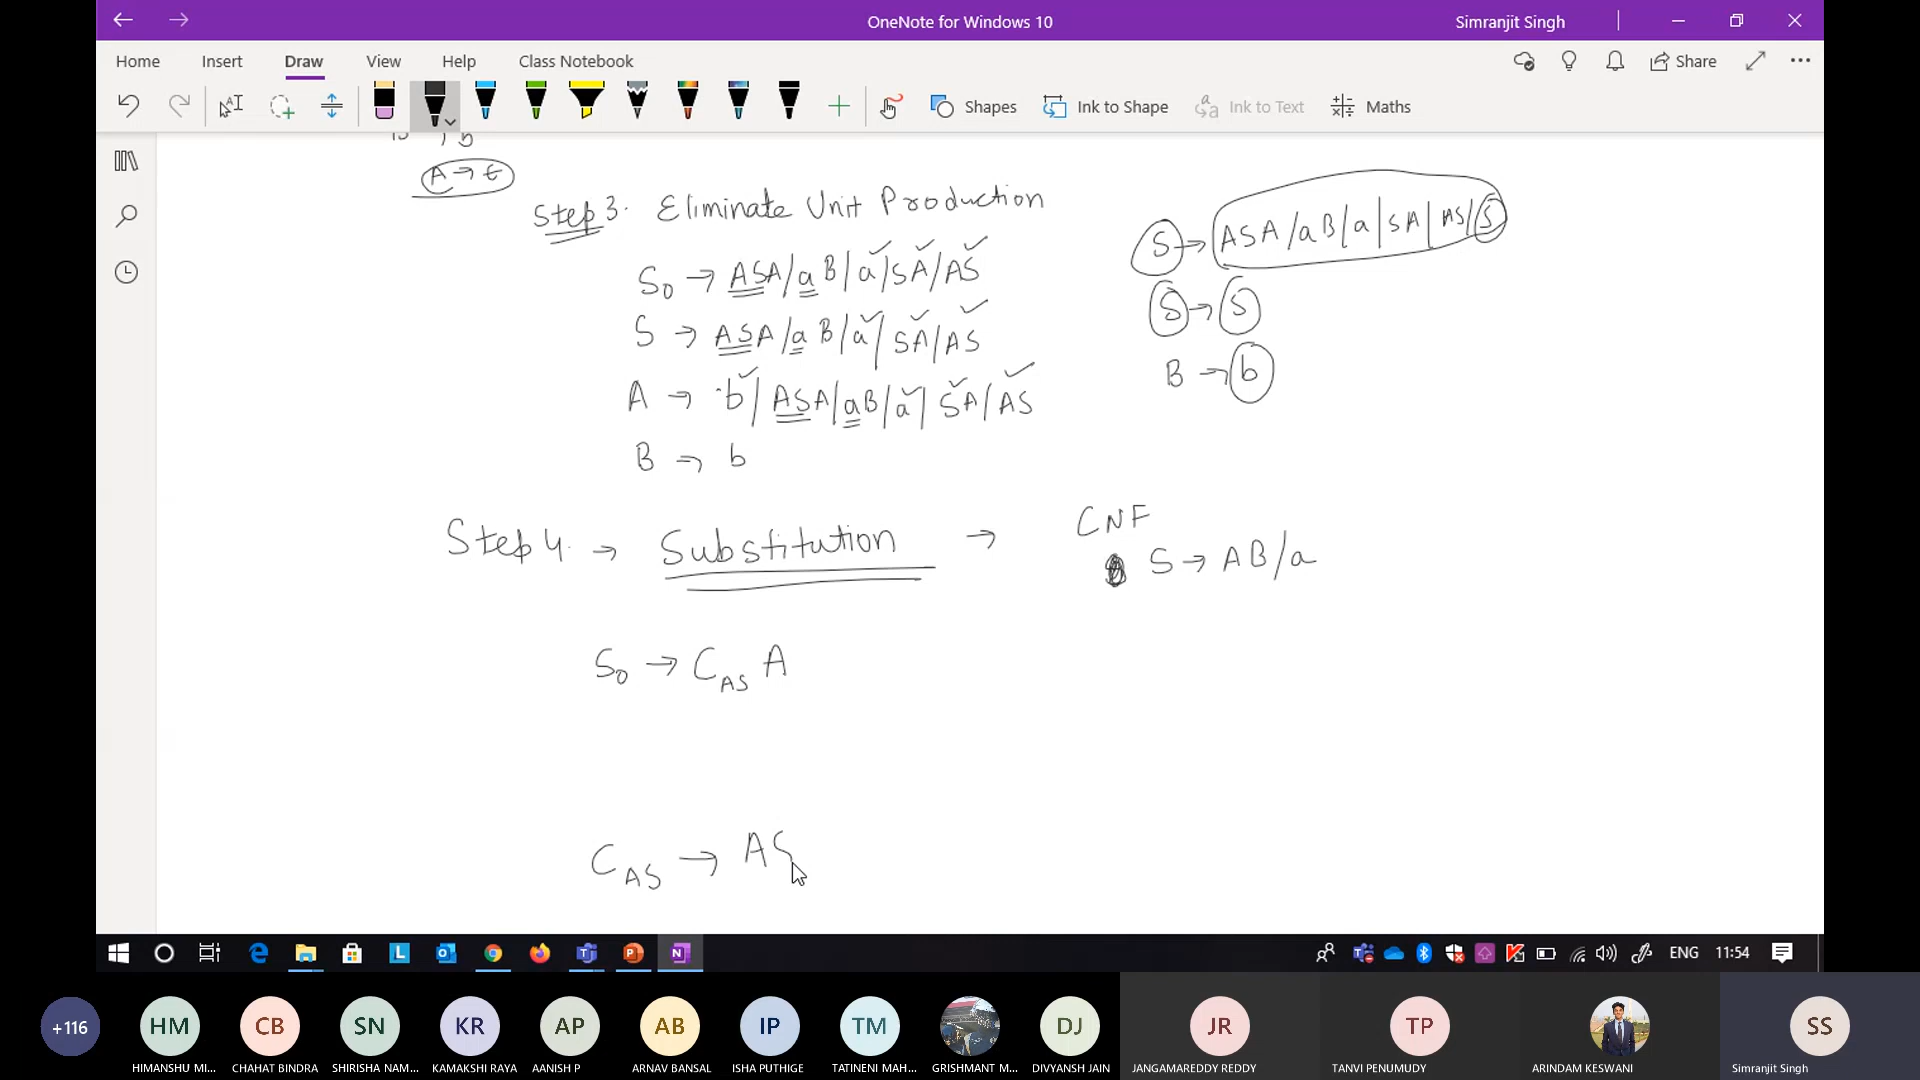 OneNote for Windows 10
Simranjit Singh
Home Insert Draw View Help Class Notebook
Share
Shapes Ink to Shape Ink to Text Maths
A → ϵ
Step 3. Eliminate Unit Production
S0 → ASA/aB/a/SA/AS
S → ASA/aB/a/SA/AS
A → b/ASA/aB/a/SA/AS
B → b
S → ASA/aB/a/SA/AS/S
S → S
B → b
Step 4. → Substitution →
CNF
S → AB/a
S0 → CAS A
CAS → AS
ENG 11:54
+116 HM CB SN KR AP AB IP TM DJ JR TP SS
HIMANSHU MI... CHAHAT BINDRA SHIRISHA NAM... KAMAKSHI RAYA AANISH P ARNAV BANSAL ISHA PUTHIGE TATINENI MAH... GRISHMANT M... DIVYANSH JAIN JANGAMAREDDY REDDY TANVI PENUMUDY ARINDAM KESWANI Simranjit Singh